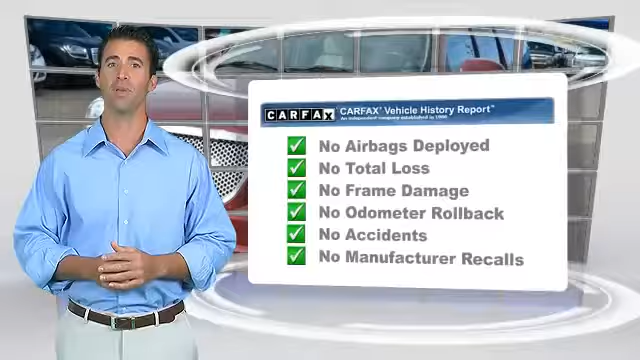 CARFAX CARFAX® Vehicle History Report™
An independent company established in 1986
No Airbags Deployed
No Total Loss
No Frame Damage
No Odometer Rollback
No Accidents
No Manufacturer Recalls